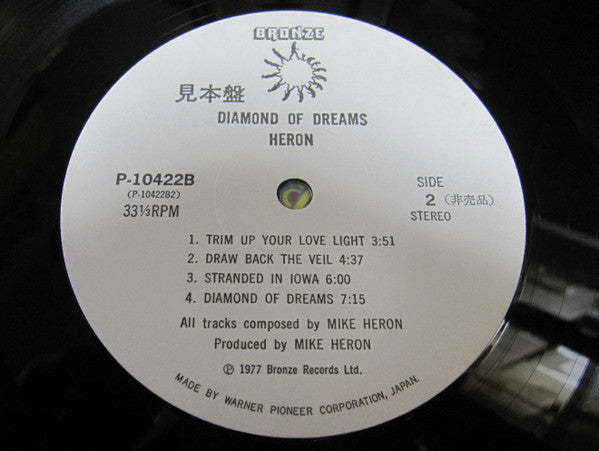 BRONZE
見本盤
DIAMOND OF DREAMS
HERON
P-10422B
(P-10422B2)
33⅓RPM
SIDE
2 (非売品)
STEREO
1. TRIM UP YOUR LOVE LIGHT 3:51
2. DRAW BACK THE VEIL 4:37
3. STRANDED IN IOWA 6:00
4. DIAMOND OF DREAMS 7:15
All tracks composed by MIKE HERON
Produced by MIKE HERON
℗ 1977 Bronze Records Ltd.
MADE BY WARNER PIONEER CORPORATION, JAPAN.